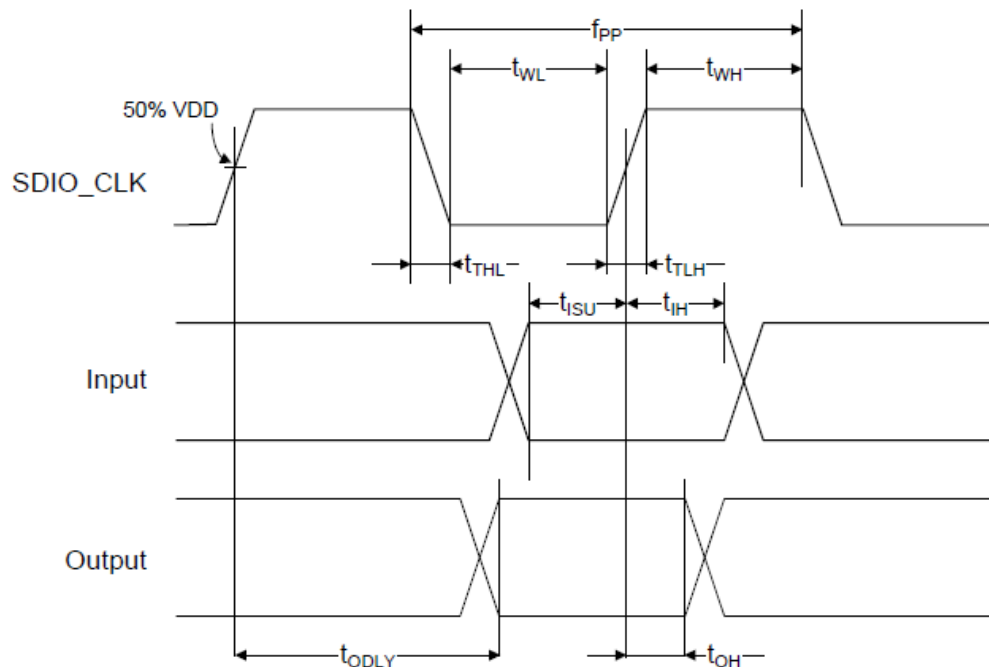 fPP
tWL
tWH
50% VDD
SDIO_CLK
tTHL
tTLH
tISU
tIH
Input
Output
tODLY
tOH